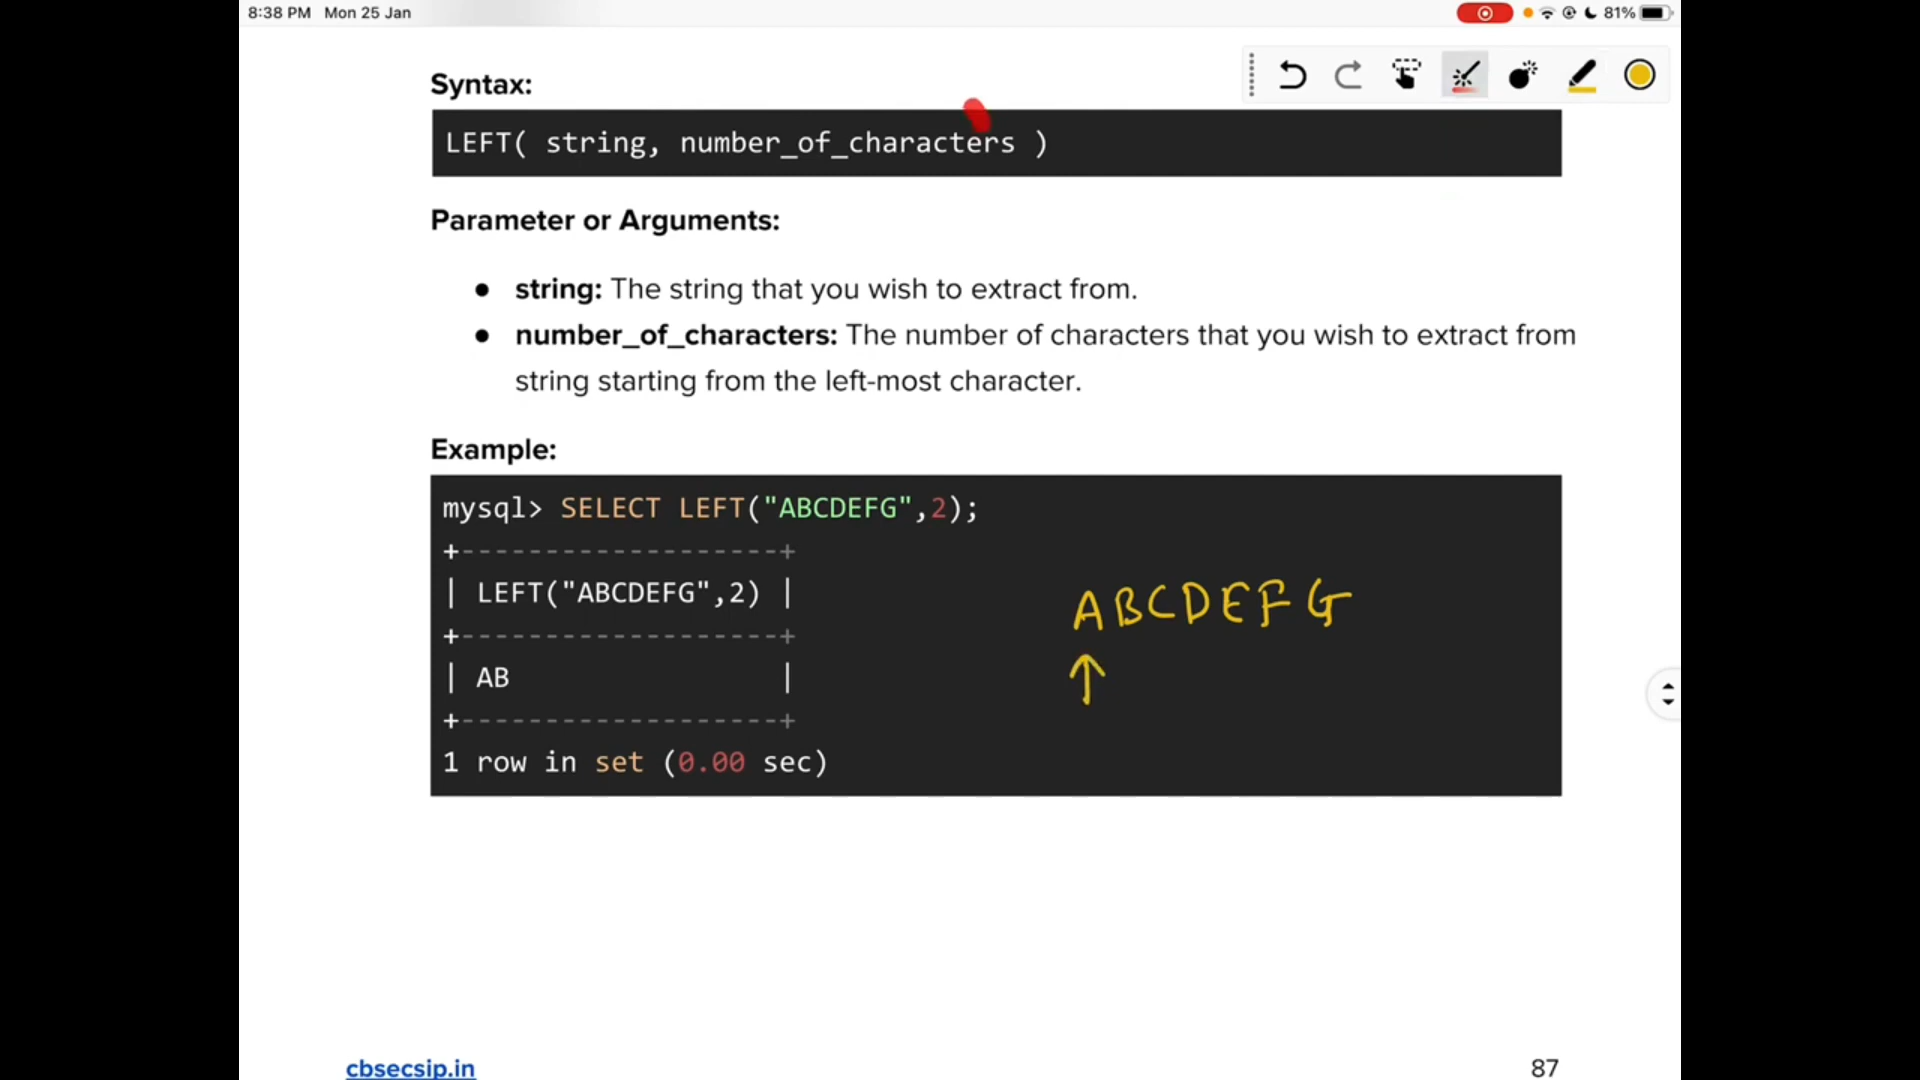 8:38 PM Mon 25 Jan 81%
Syntax:
LEFT( string, number_of_characters )
Parameter or Arguments:
● string: The string that you wish to extract from.
● number_of_characters: The number of characters that you wish to extract from
string starting from the left-most character.
Example:
mysql> SELECT LEFT("ABCDEFG",2);
+-------------------+
| LEFT("ABCDEFG",2) |
+-------------------+
| AB                |
+-------------------+
1 row in set (0.00 sec)
ABCDEFG
↑
cbsecsip.in 87